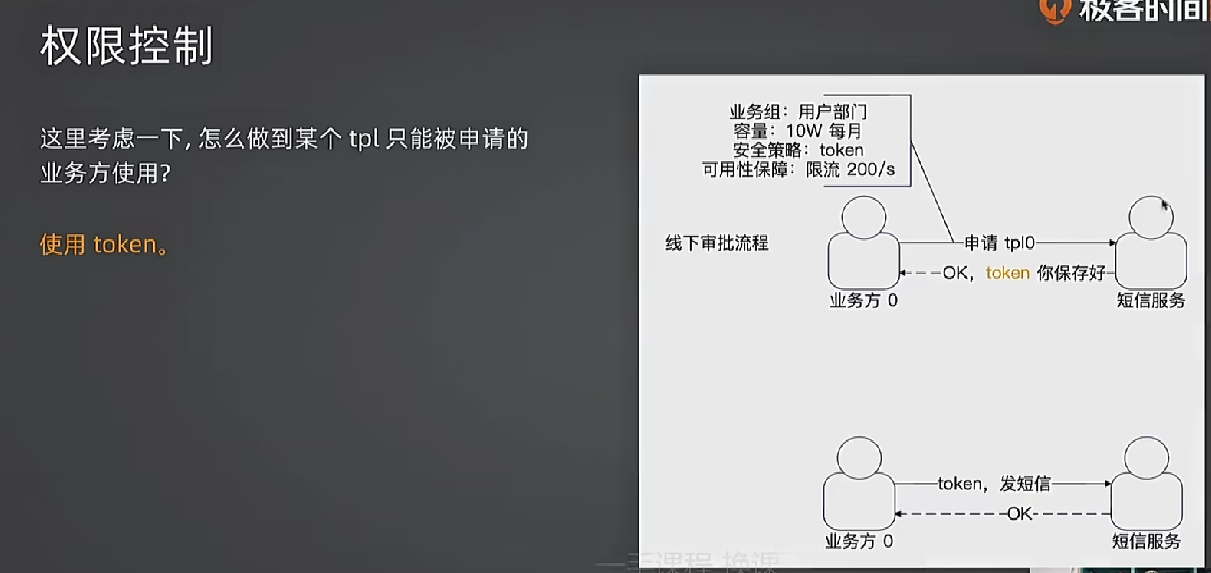 极客时间
权限控制
这里考虑一下, 怎么做到某个 tpl 只能被申请的
业务方使用?
使用 token。
业务组：用户部门
容量：10W 每月
安全策略：token
可用性保障：限流 200/s
线下审批流程
申请 tpl0
OK，token 你保存好
业务方 0
短信服务
token，发短信
OK
业务方 0
短信服务